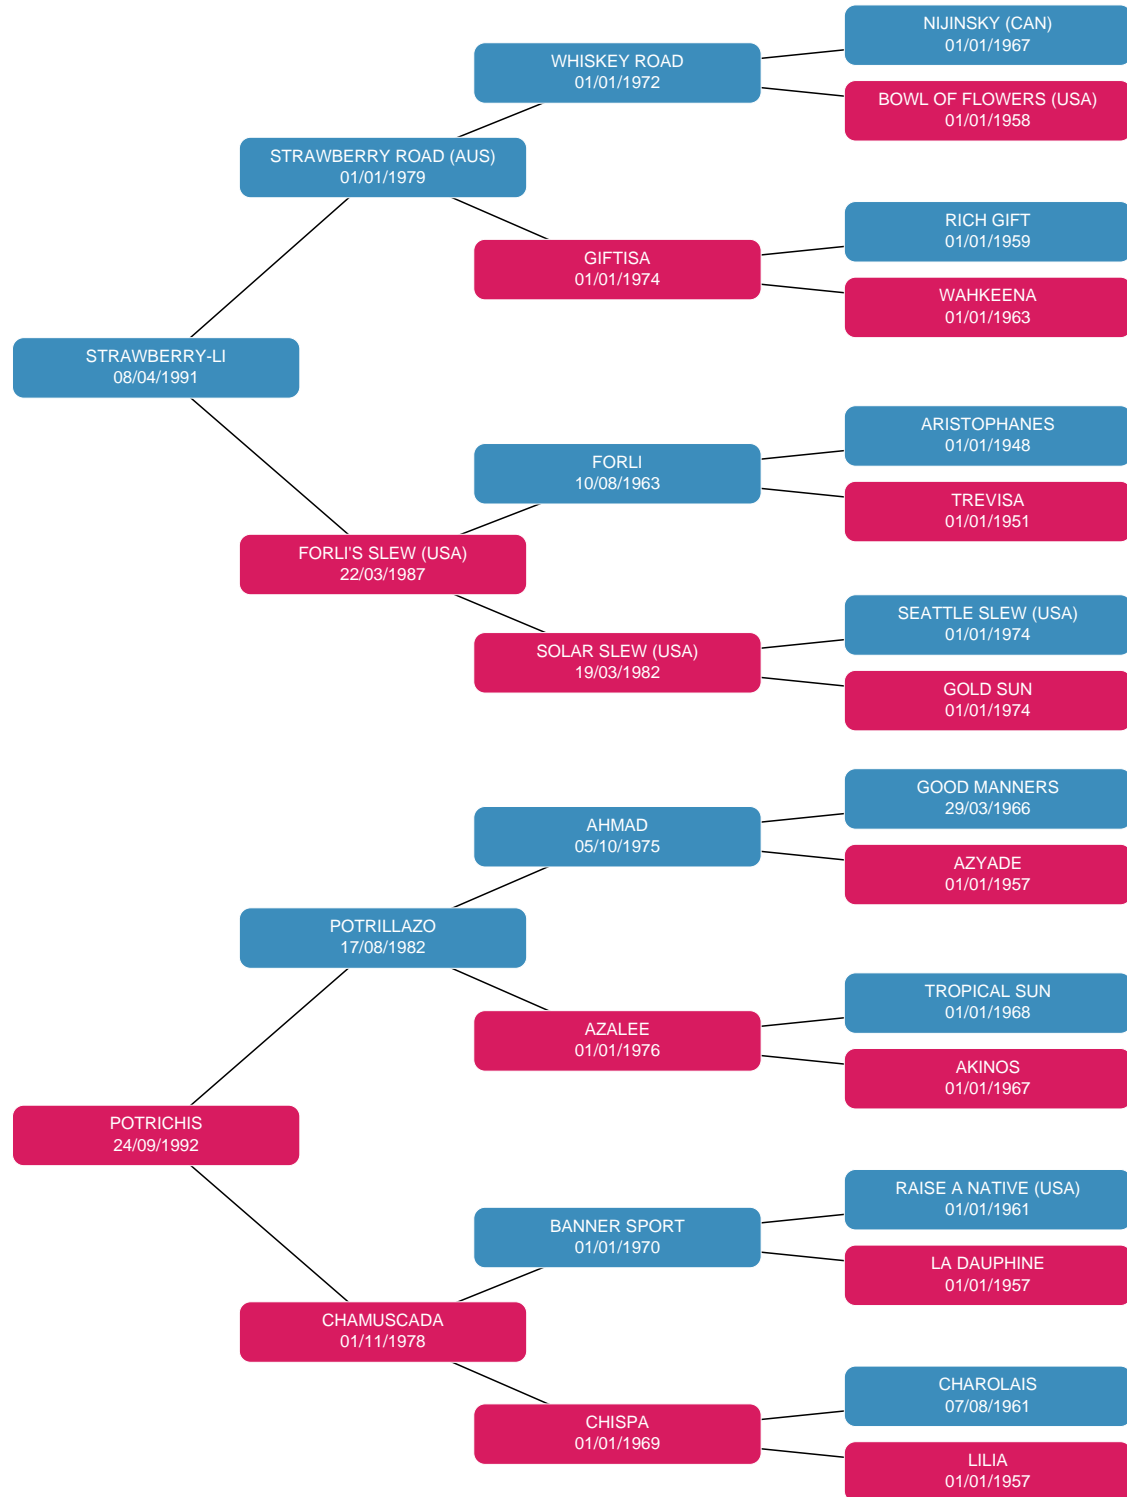 NIJINSKY (CAN)
01/01/1967
WHISKEY ROAD
01/01/1972
BOWL OF FLOWERS (USA)
01/01/1958
STRAWBERRY ROAD (AUS)
01/01/1979
RICH GIFT
01/01/1959
GIFTISA
01/01/1974
WAHKEENA
01/01/1963
STRAWBERRY-LI
08/04/1991
ARISTOPHANES
01/01/1948
FORLI
10/08/1963
TREVISA
01/01/1951
FORLI'S SLEW (USA)
22/03/1987
SEATTLE SLEW (USA)
01/01/1974
SOLAR SLEW (USA)
19/03/1982
GOLD SUN
01/01/1974
GOOD MANNERS
29/03/1966
AHMAD
05/10/1975
AZYADE
01/01/1957
POTRILLAZO
17/08/1982
TROPICAL SUN
01/01/1968
AZALEE
01/01/1976
AKINOS
01/01/1967
POTRICHIS
24/09/1992
RAISE A NATIVE (USA)
01/01/1961
BANNER SPORT
01/01/1970
LA DAUPHINE
01/01/1957
CHAMUSCADA
01/11/1978
CHAROLAIS
07/08/1961
CHISPA
01/01/1969
LILIA
01/01/1957